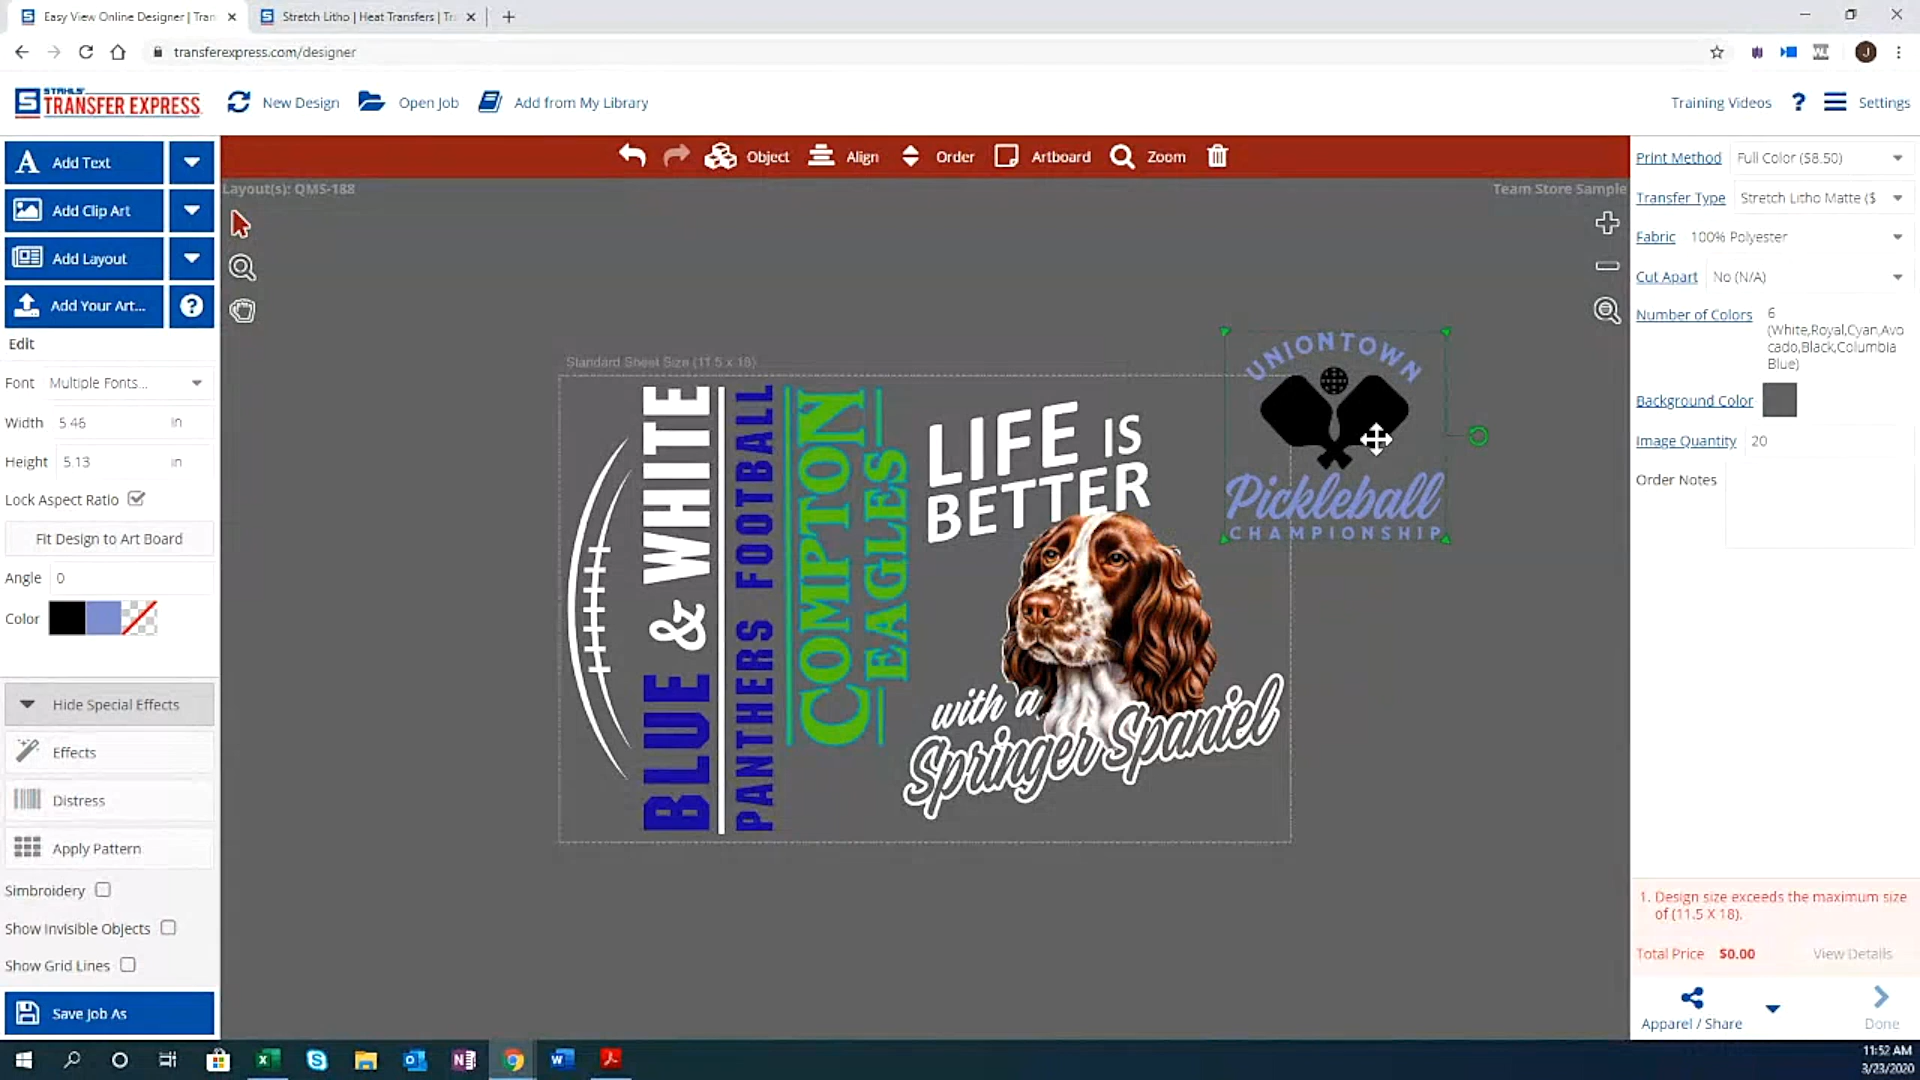 Easy View Online Designer | Tran
Stretch Litho | Heat Transfers | Tr
transferexpress.com/designer
J
STAHLS'
TRANSFER EXPRESS
New Design
Open Job
Add from My Library
Training Videos
?
Settings
Add Text
Add Clip Art
Add Layout
Add Your Art...
?
Object
Align
Order
Artboard
Zoom
Layout(s): QMS-188
Team Store Sample
Edit
Font Multiple Fonts...
Width 5.46 in
Height 5.13 in
Lock Aspect Ratio
Fit Design to Art Board
Angle 0
Color
Hide Special Effects
Effects
Distress
Apply Pattern
Simbroidery
Show Invisible Objects
Show Grid Lines
Save Job As
Standard Sheet Size (11.5 x 18)
BLUE & WHITE
PANTHERS FOOTBALL
COMPTON
EAGLES
LIFE IS
BETTER
with a
Springer Spaniel
UNIONTOWN
Pickleball
CHAMPIONSHIP
Print Method Full Color ($8.50)
Transfer Type Stretch Litho Matte ($
Fabric 100% Polyester
Cut Apart No (N/A)
Number of Colors 6
(White,Royal,Cyan,Avo
cado,Black,Columbia
Blue)
Background Color
Image Quantity 20
Order Notes
1. Design size exceeds the maximum size
of (11.5 X 18).
Total Price $0.00 View Details
Apparel / Share
Done
11:52 AM
3/23/2020